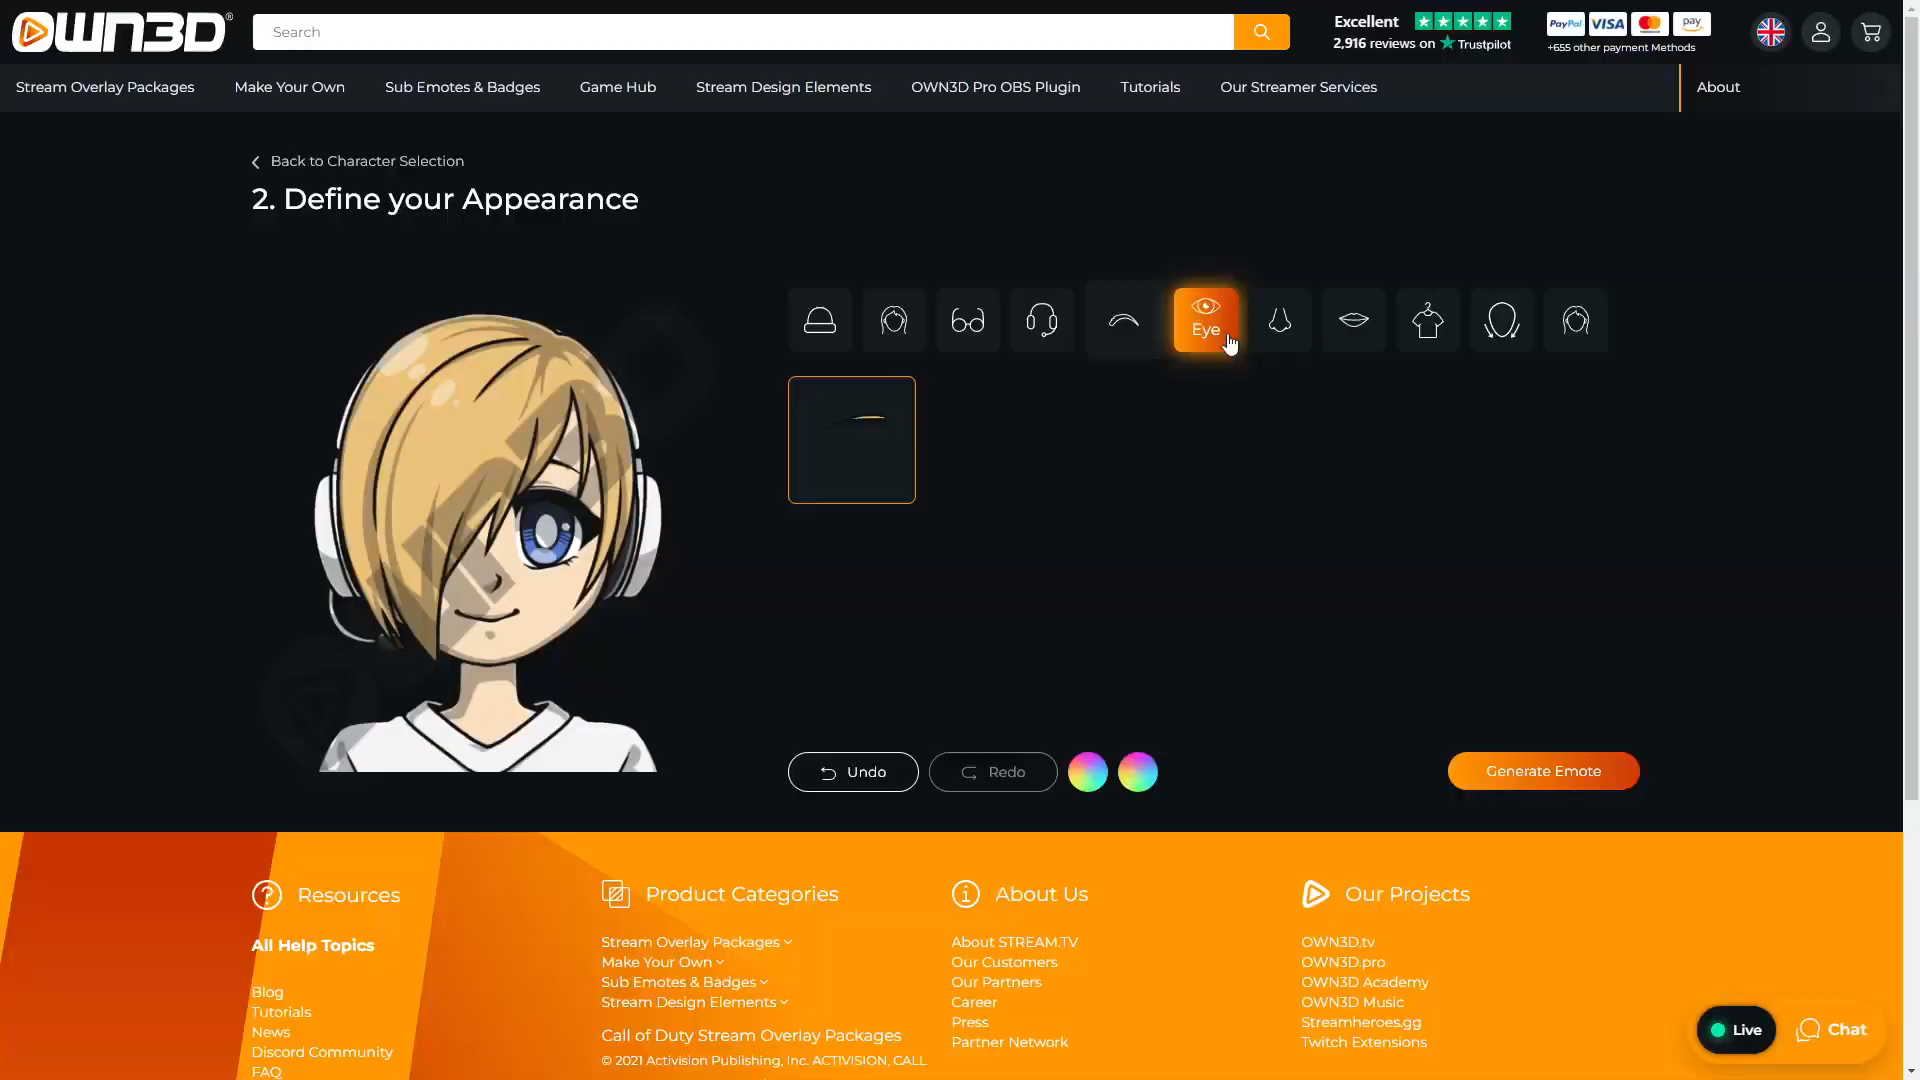 OWN3D
Search
Excellent
2,916 reviews on Trustpilot
PayPal VISA MasterCard pay
+655 other payment Methods
Stream Overlay Packages
Make Your Own
Sub Emotes & Badges
Game Hub
Stream Design Elements
OWN3D Pro OBS Plugin
Tutorials
Our Streamer Services
About
Back to Character Selection
2. Define your Appearance
Eye
Undo
Redo
Generate Emote
Resources
All Help Topics
Blog
Tutorials
News
Discord Community
FAQ
Product Categories
Stream Overlay Packages
Make Your Own
Sub Emotes & Badges
Stream Design Elements
Call of Duty Stream Overlay Packages
© 2021 Activision Publishing, Inc. ACTIVISION, CALL
About Us
About STREAM.TV
Our Customers
Our Partners
Career
Press
Partner Network
Our Projects
OWN3D.tv
OWN3D.pro
OWN3D Academy
OWN3D Music
Streamheroes.gg
Twitch Extensions
Live
Chat